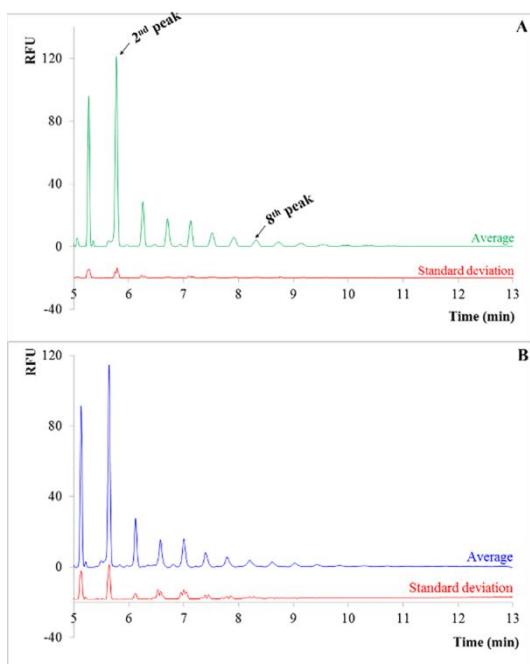 A
RFU
2nd peak
120
80
40
8th peak
Average
0
Standard deviation
-40
5 6 7 8 9 10 11 12 13
Time (min)
B
RFU
120
80
40
Average
0
Standard deviation
5 6 7 8 9 10 11 12 13
-40
Time (min)